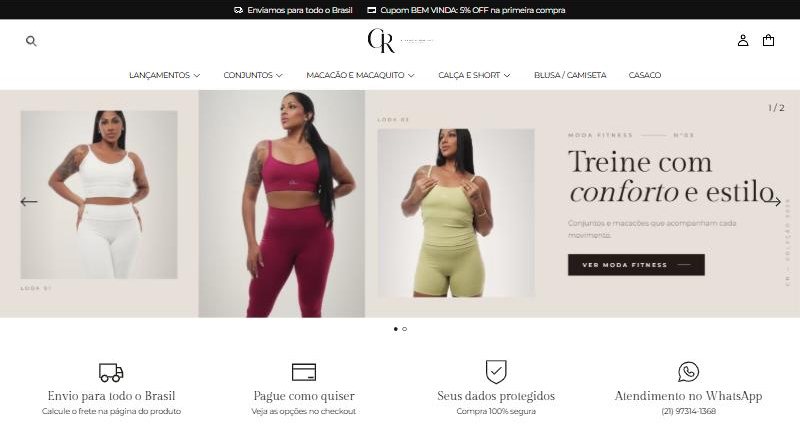 Enviamos para todo o Brasil
Cupom BEM VINDA: 5% OFF na primeira compra
CR
LANÇAMENTOS
CONJUNTOS
MACACÃO E MACAQUITO
CALÇA E SHORT
BLUSA / CAMISETA
CASACO
1 / 2
LOOK 01
LOOK 03
MODA FITNESS
Nº03
Treine com
conforto e estilo
Conjuntos e macacões que acompanham cada
movimento.
VER MODA FITNESS
Envio para todo o Brasil
Calcule o frete na página do produto
Pague como quiser
Veja as opções no checkout
Seus dados protegidos
Compra 100% segura
Atendimento no WhatsApp
(21) 97314-1368